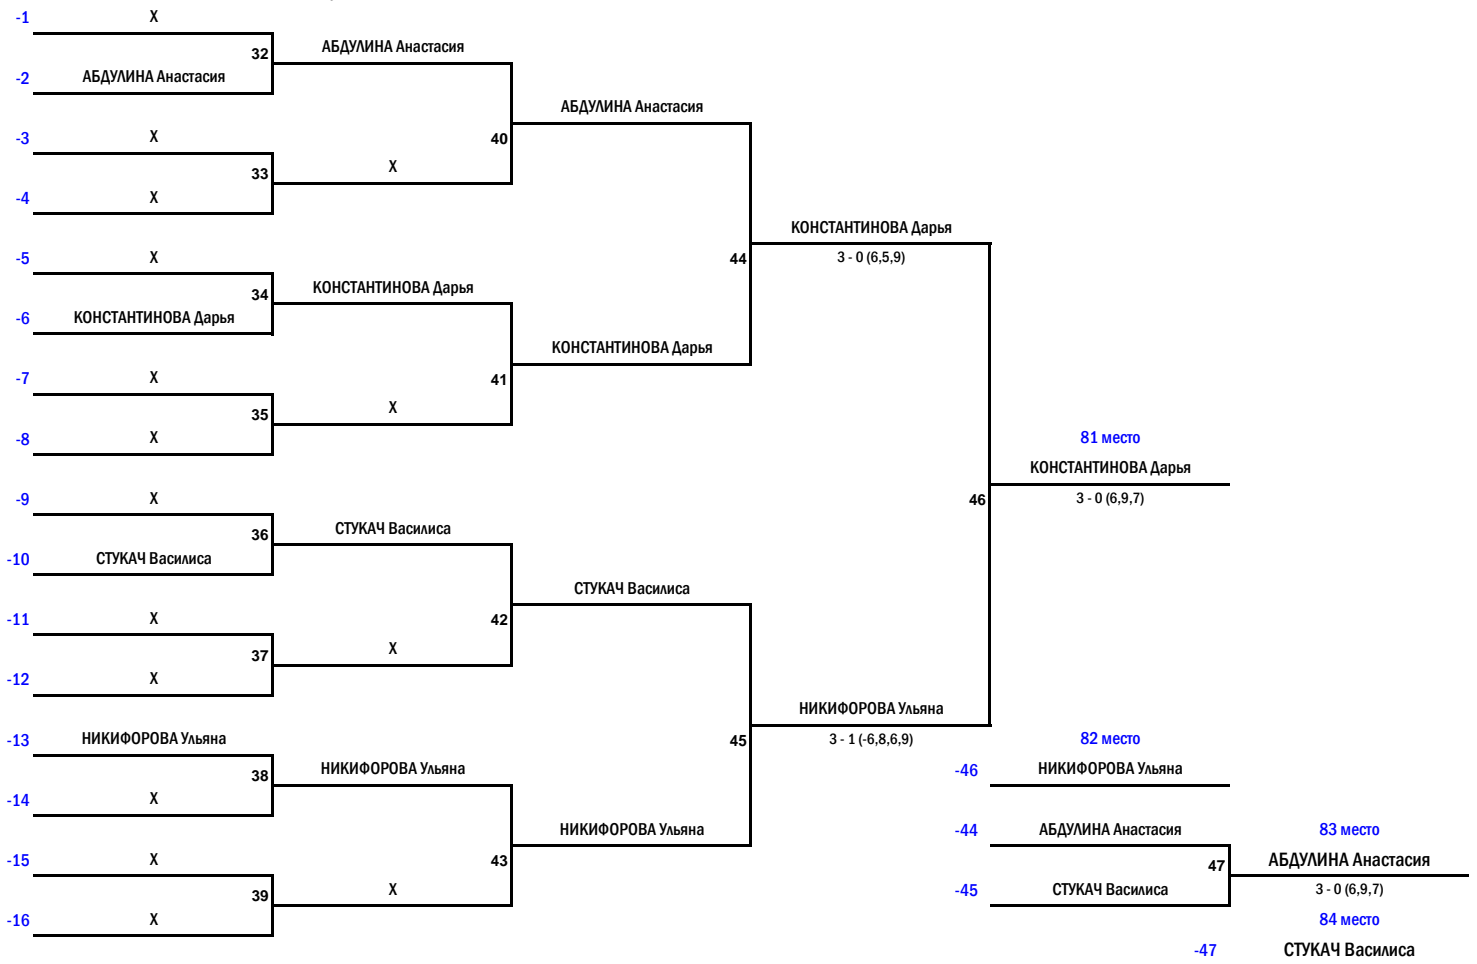 -1 X
32 АБДУЛИНА Анастасия
-2 АБДУЛИНА Анастасия
АБДУЛИНА Анастасия
-3 X
40
33 X
-4 X
КОНСТАНТИНОВА Дарья
-5 X
44 3 - 0 (6,5,9)
34 КОНСТАНТИНОВА Дарья
-6 КОНСТАНТИНОВА Дарья
КОНСТАНТИНОВА Дарья
-7 X
41
35 X
-8 X
81 место
КОНСТАНТИНОВА Дарья
-9 X
46 3 - 0 (6,9,7)
36 СТУКАЧ Василиса
-10 СТУКАЧ Василиса
СТУКАЧ Василиса
-11 X
42
37 X
-12 X
НИКИФОРОВА Ульяна
-13 НИКИФОРОВА Ульяна
45 3 - 1 (-6,8,6,9)
82 место
38 НИКИФОРОВА Ульяна
-46 НИКИФОРОВА Ульяна
-14 X
НИКИФОРОВА Ульяна
-44 АБДУЛИНА Анастасия
83 место
-15 X
43
47 АБДУЛИНА Анастасия
39 X
-45 СТУКАЧ Василиса
3 - 0 (6,9,7)
-16 X
84 место
-47 СТУКАЧ Василиса